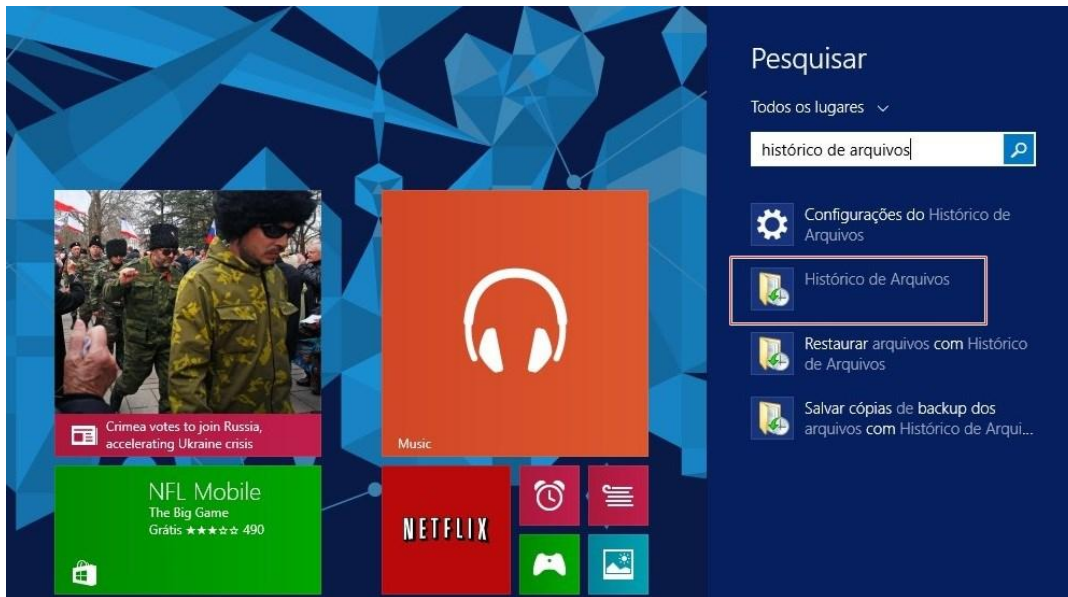 Pesquisar
Todos os lugares
histórico de arquivos
Configurações do Histórico de
Arquivos
Histórico de Arquivos
Restaurar arquivos com Histórico
de Arquivos
Salvar cópias de backup dos
arquivos com Histórico de Arqui...
Crimea votes to join Russia,
accelerating Ukraine crisis
Music
NFL Mobile
The Big Game
Grátis ★★★☆☆ 490
NETFLIX